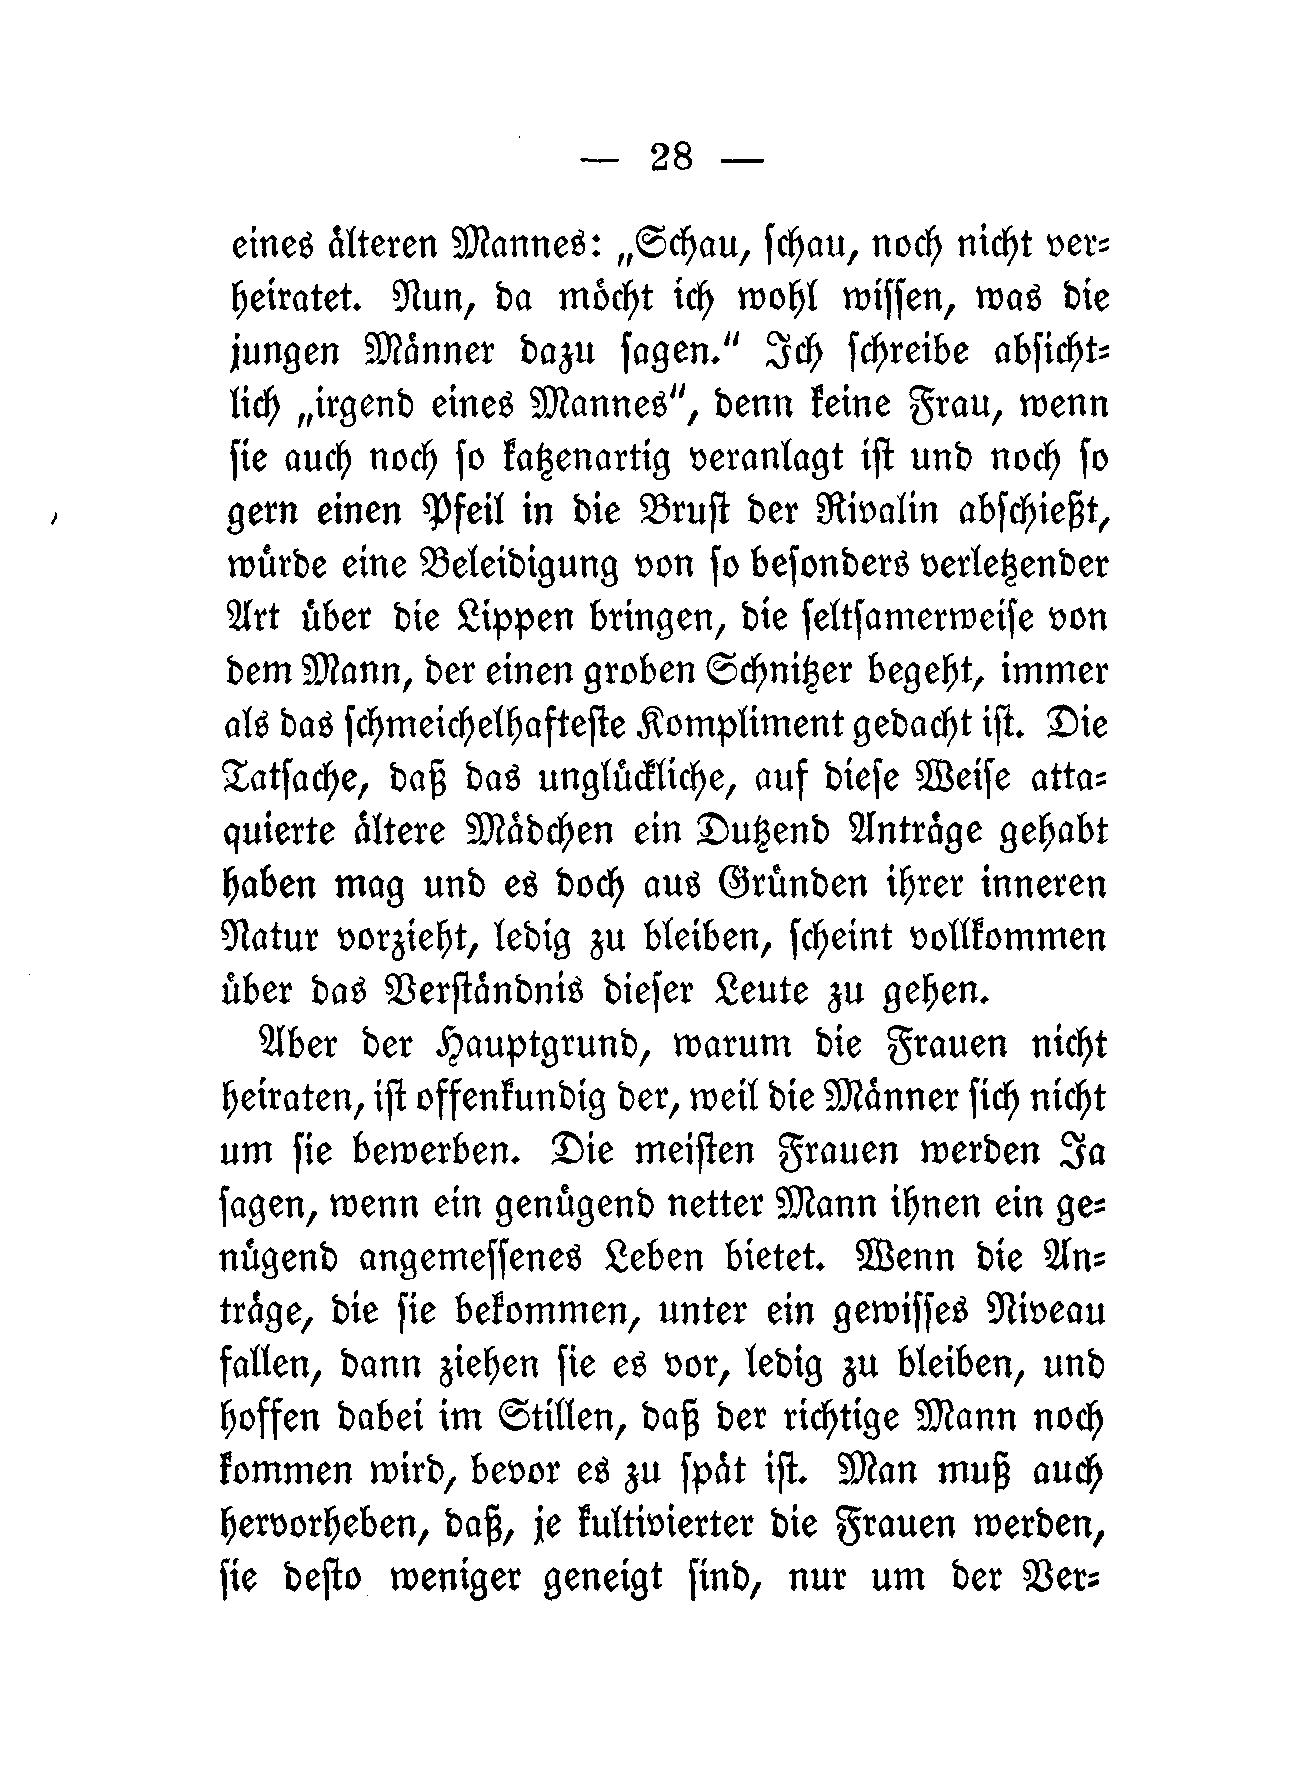 — 28 —
eines älteren Mannes: „Schau, schau, noch nicht ver-
heiratet. Nun, da möcht ich wohl wissen, was die
jungen Männer dazu sagen." Ich schreibe absicht-
lich „irgend eines Mannes", denn keine Frau, wenn
sie auch noch so katzenartig veranlagt ist und noch so
gern einen Pfeil in die Brust der Rivalin abschießt,
würde eine Beleidigung von so besonders verletzender
Art über die Lippen bringen, die seltsamerweise von
dem Mann, der einen groben Schnitzer begeht, immer
als das schmeichelhafteste Kompliment gedacht ist. Die
Tatsache, daß das unglückliche, auf diese Weise atta-
quierte ältere Mädchen ein Dutzend Anträge gehabt
haben mag und es doch aus Gründen ihrer inneren
Natur vorzieht, ledig zu bleiben, scheint vollkommen
über das Verständnis dieser Leute zu gehen.
Aber der Hauptgrund, warum die Frauen nicht
heiraten, ist offenkundig der, weil die Männer sich nicht
um sie bewerben. Die meisten Frauen werden Ja
sagen, wenn ein genügend netter Mann ihnen ein ge-
nügend angemessenes Leben bietet. Wenn die An-
träge, die sie bekommen, unter ein gewisses Niveau
fallen, dann ziehen sie es vor, ledig zu bleiben, und
hoffen dabei im Stillen, daß der richtige Mann noch
kommen wird, bevor es zu spät ist. Man muß auch
hervorheben, daß, je kultivierter die Frauen werden,
sie desto weniger geneigt sind, nur um der Ver-